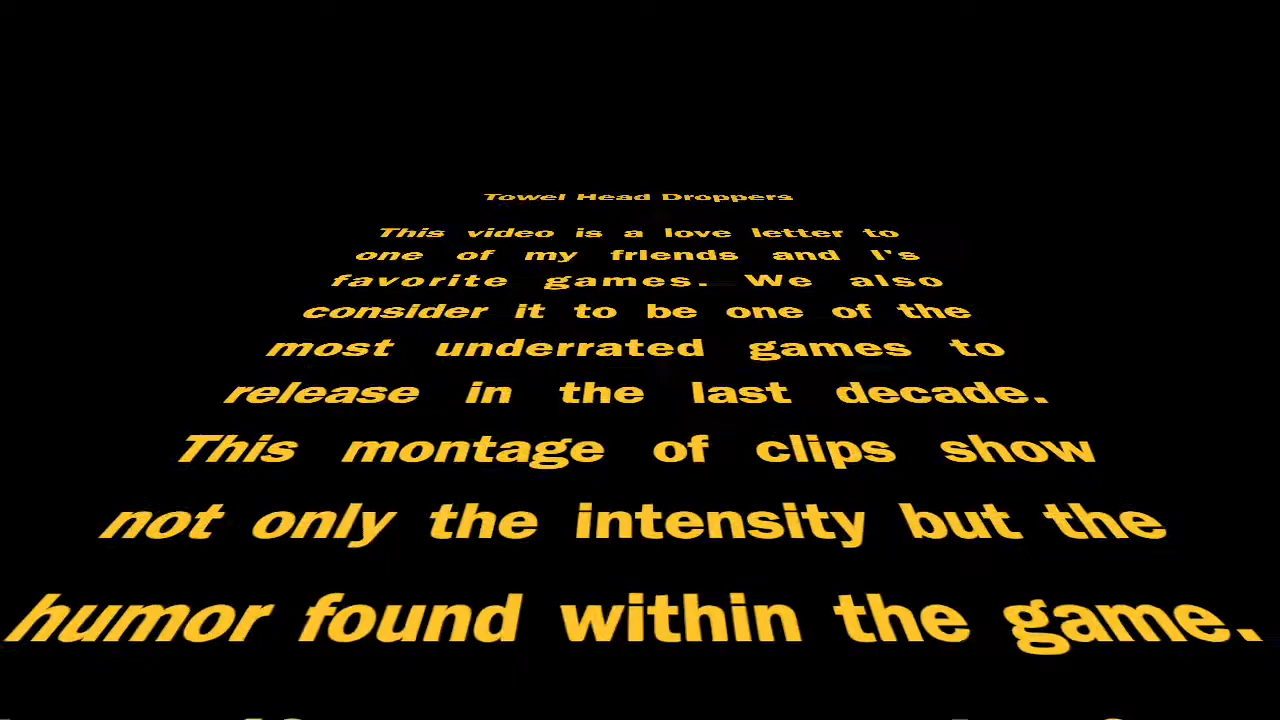 Towel Head Droppers
This video is a love letter to
one of my friends and I's
favorite games. We also
consider it to be one of the
most underrated games to
release in the last decade.
This montage of clips show
not only the intensity but the
humor found within the game.